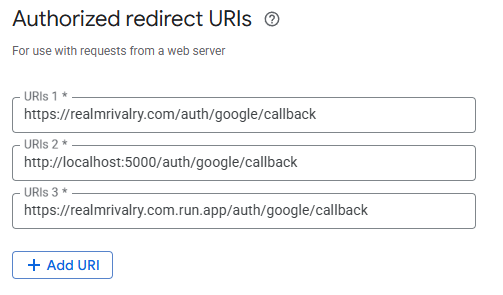 Authorized redirect URIs
For use with requests from a web server
URIs 1 *
https://realmrivalry.com/auth/google/callback
URIs 2 *
http://localhost:5000/auth/google/callback
URIs 3 *
https://realmrivalry.com.run.app/auth/google/callback
+ Add URI